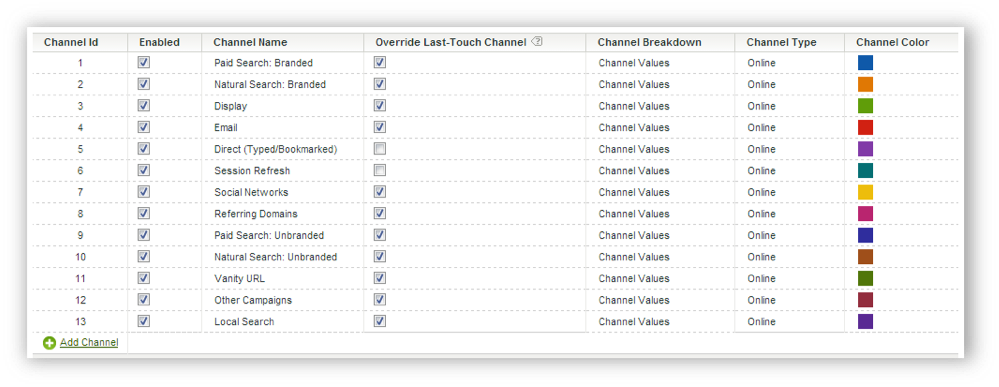 Channel Id Enabled Channel Name Override Last-Touch Channel Channel Breakdown Channel Type Channel Color
1 Paid Search: Branded Channel Values Online
2 Natural Search: Branded Channel Values Online
3 Display Channel Values Online
4 Email Channel Values Online
5 Direct (Typed/Bookmarked) Channel Values Online
6 Session Refresh Channel Values Online
7 Social Networks Channel Values Online
8 Referring Domains Channel Values Online
9 Paid Search: Unbranded Channel Values Online
10 Natural Search: Unbranded Channel Values Online
11 Vanity URL Channel Values Online
12 Other Campaigns Channel Values Online
13 Local Search Channel Values Online
Add Channel